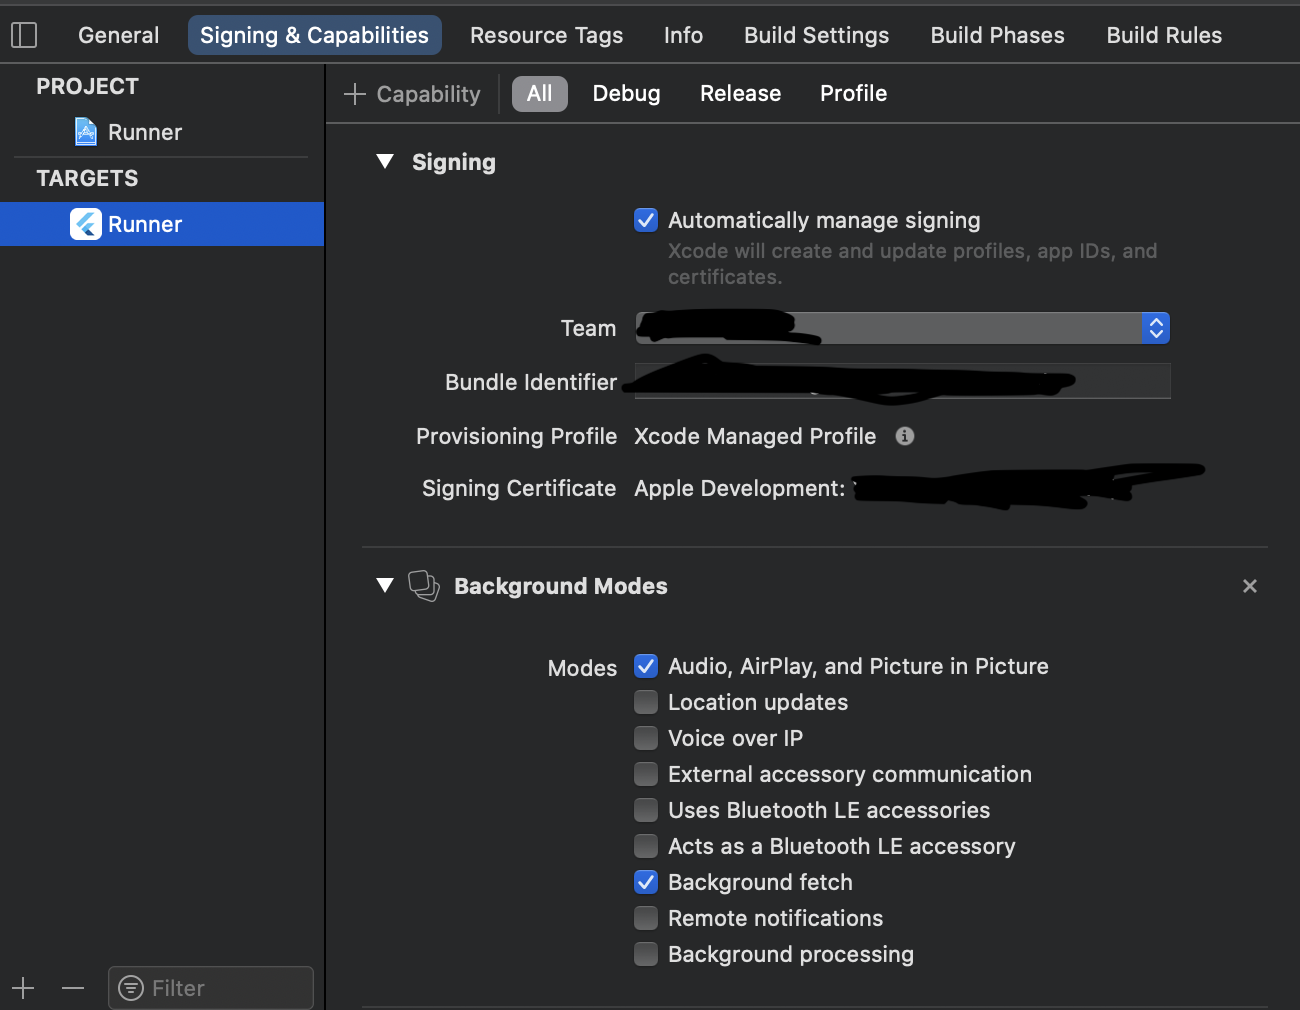 General Signing & Capabilities Resource Tags Info Build Settings Build Phases Build Rules
PROJECT
Runner
TARGETS
Runner
Filter
Capability All Debug Release Profile
Signing
Automatically manage signing
Xcode will create and update profiles, app IDs, and
certificates.
Team
Bundle Identifier
Provisioning Profile Xcode Managed Profile
Signing Certificate Apple Development:
Background Modes
Modes Audio, AirPlay, and Picture in Picture
Location updates
Voice over IP
External accessory communication
Uses Bluetooth LE accessories
Acts as a Bluetooth LE accessory
Background fetch
Remote notifications
Background processing